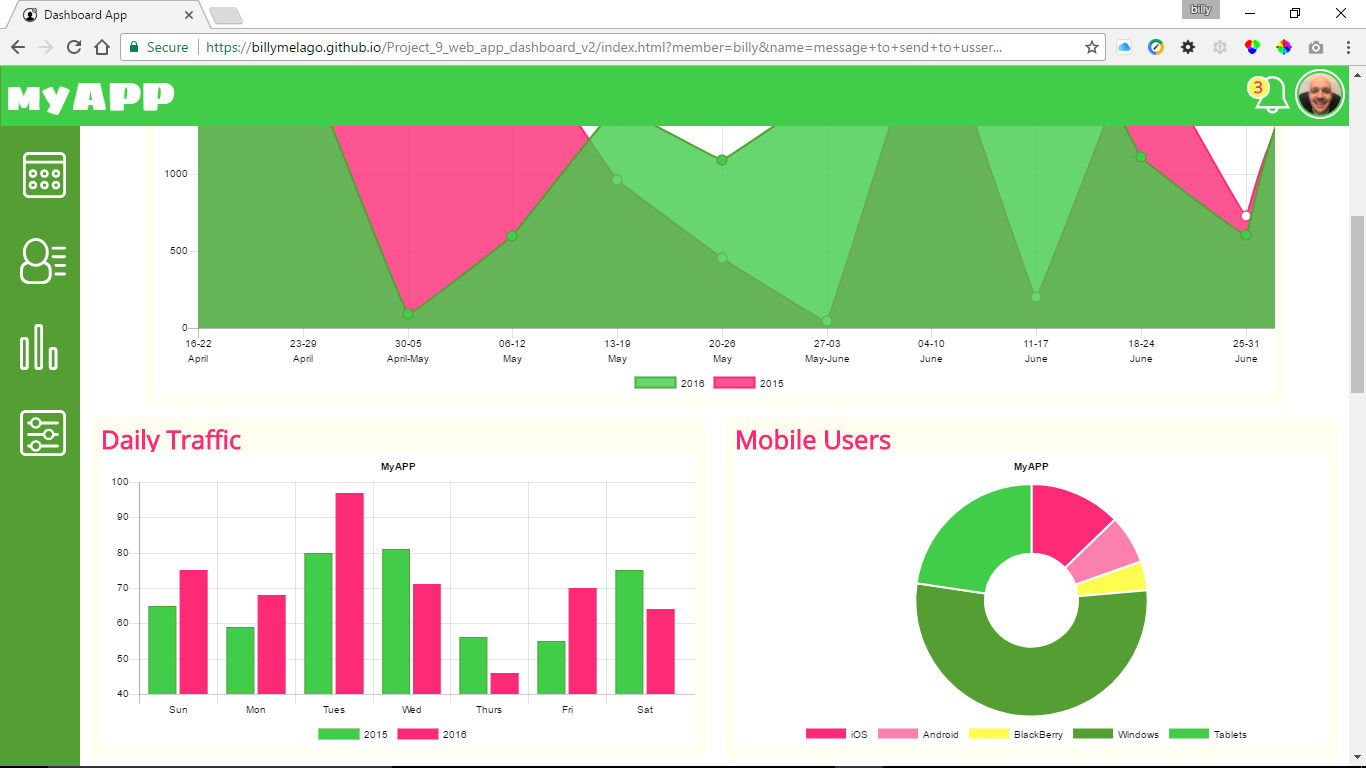 Dashboard App
billy
Secure https://billymelago.github.io/Project_9_web_app_dashboard_v2/index.html?member=billy&name=message+to+send+to+usser...
myAPP
3
1000
500
0
16-22 23-29 30-05 06-12 13-19 20-26 27-03 04-10 11-17 18-24 25-31
April April April-May May May May May-June June June June June
2016 2015
Daily Traffic
MyAPP
100
90
80
70
60
50
40
Sun Mon Tues Wed Thurs Fri Sat
2015 2016
Mobile Users
MyAPP
iOS Android BlackBerry Windows Tablets